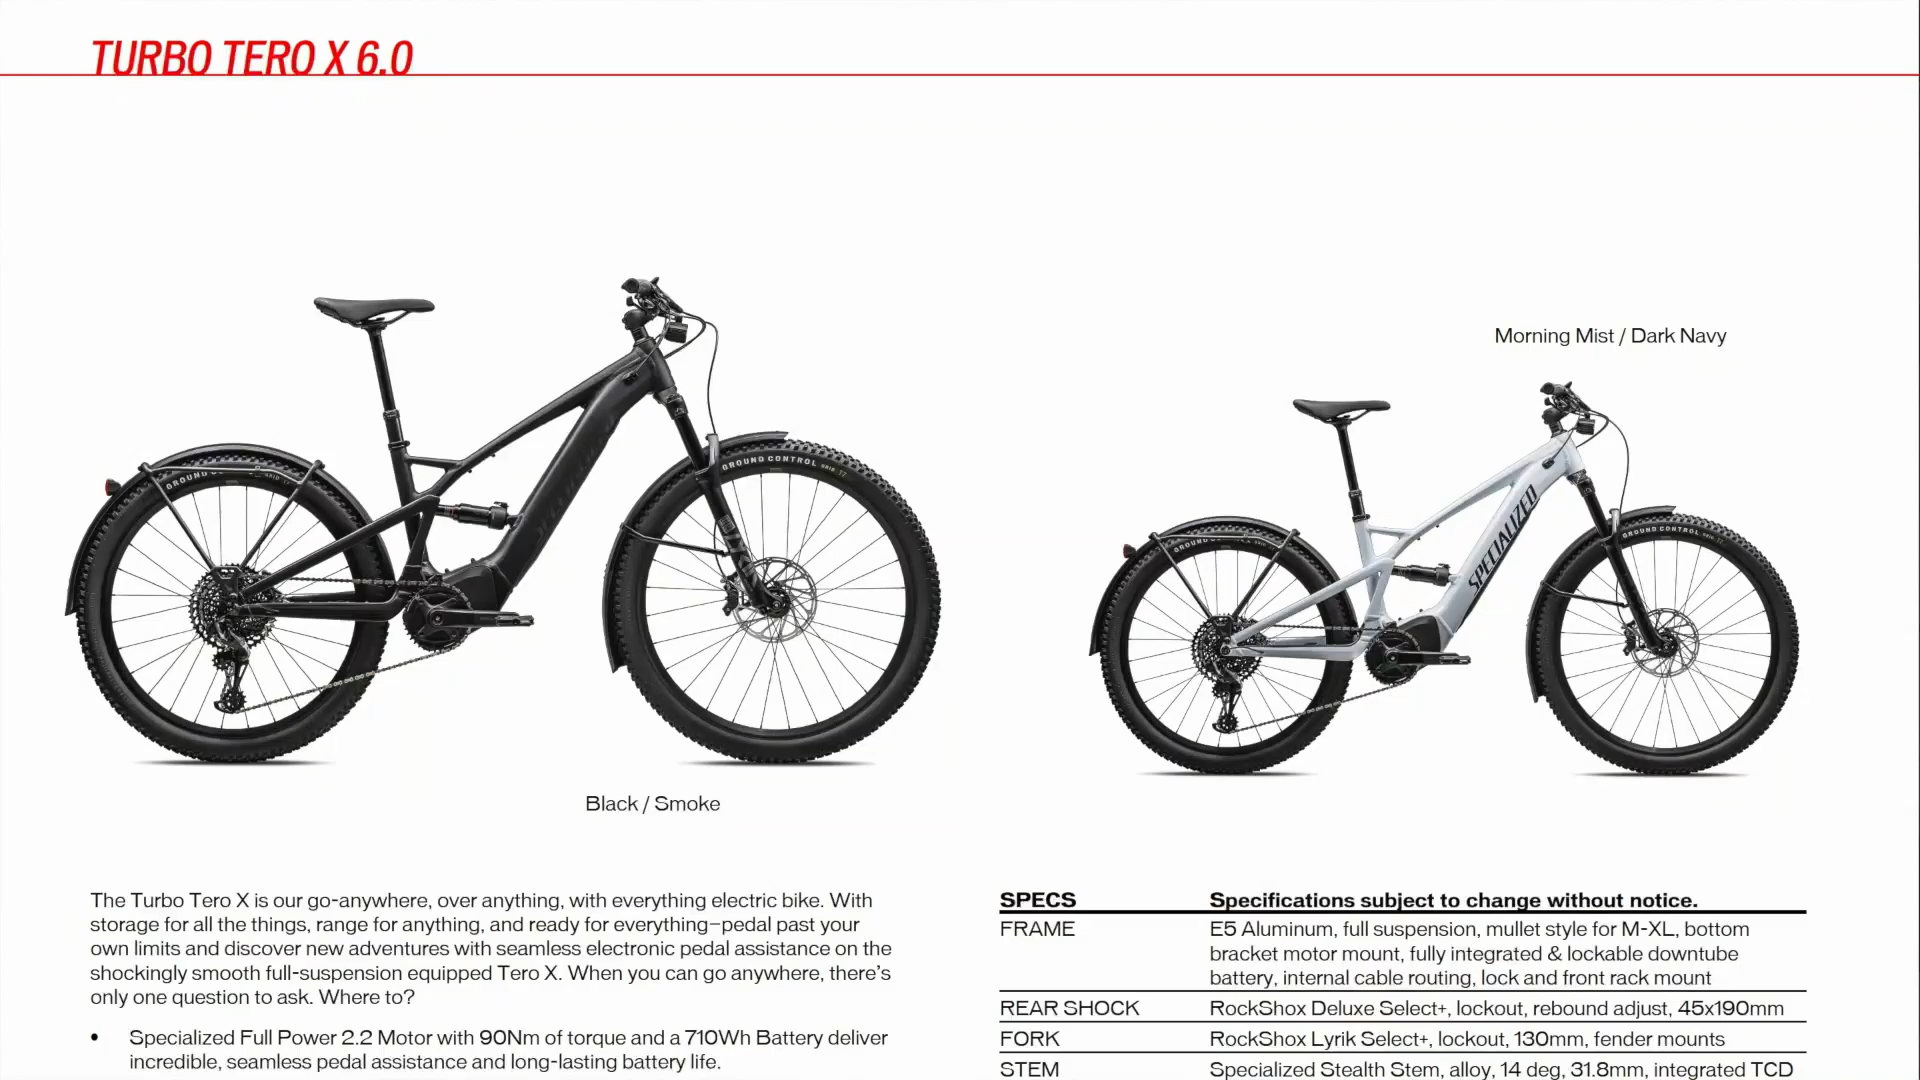 TURBO TERO X 6.0
Morning Mist / Dark Navy
GROUND CONTROL
SPECIALIZED
GROUND CONTROL
Black / Smoke
The Turbo Tero X is our go-anywhere, over anything, with everything electric bike. With
storage for all the things, range for anything, and ready for everything–pedal past your
own limits and discover new adventures with seamless electronic pedal assistance on the
shockingly smooth full-suspension equipped Tero X. When you can go anywhere, there's
only one question to ask. Where to?
• Specialized Full Power 2.2 Motor with 90Nm of torque and a 710Wh Battery deliver
incredible, seamless pedal assistance and long-lasting battery life.
SPECS Specifications subject to change without notice.
FRAME E5 Aluminum, full suspension, mullet style for M-XL, bottom
bracket motor mount, fully integrated & lockable downtube
battery, internal cable routing, lock and front rack mount
REAR SHOCK RockShox Deluxe Select+, lockout, rebound adjust, 45x190mm
FORK RockShox Lyrik Select+, lockout, 130mm, fender mounts
STEM Specialized Stealth Stem, alloy, 14 deg, 31.8mm, integrated TCD